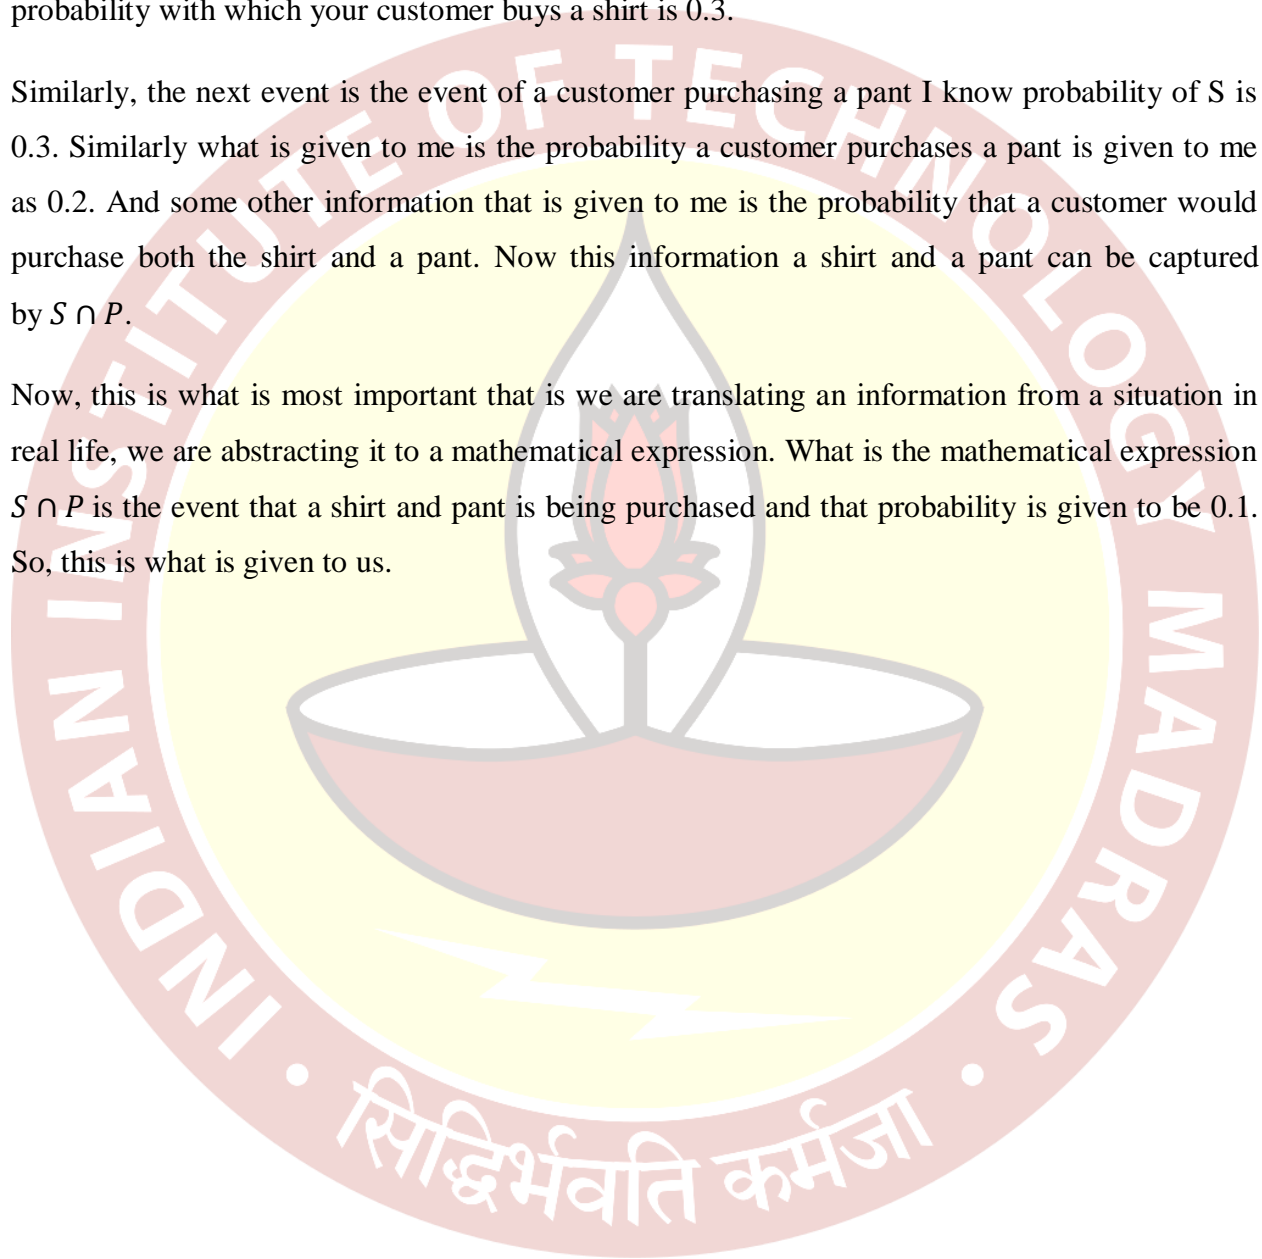 probability with which your customer buys a shirt is 0.3.
Similarly, the next event is the event of a customer purchasing a pant I know probability of S is
0.3. Similarly what is given to me is the probability a customer purchases a pant is given to me
as 0.2. And some other information that is given to me is the probability that a customer would
purchase both the shirt and a pant. Now this information a shirt and a pant can be captured
by S ∩ P.
Now, this is what is most important that is we are translating an information from a situation in
real life, we are abstracting it to a mathematical expression. What is the mathematical expression
S ∩ P is the event that a shirt and pant is being purchased and that probability is given to be 0.1.
So, this is what is given to us.
INDIAN INSTITUTE OF TECHNOLOGY MADRAS
सिद्धिर्भवति कर्मजा